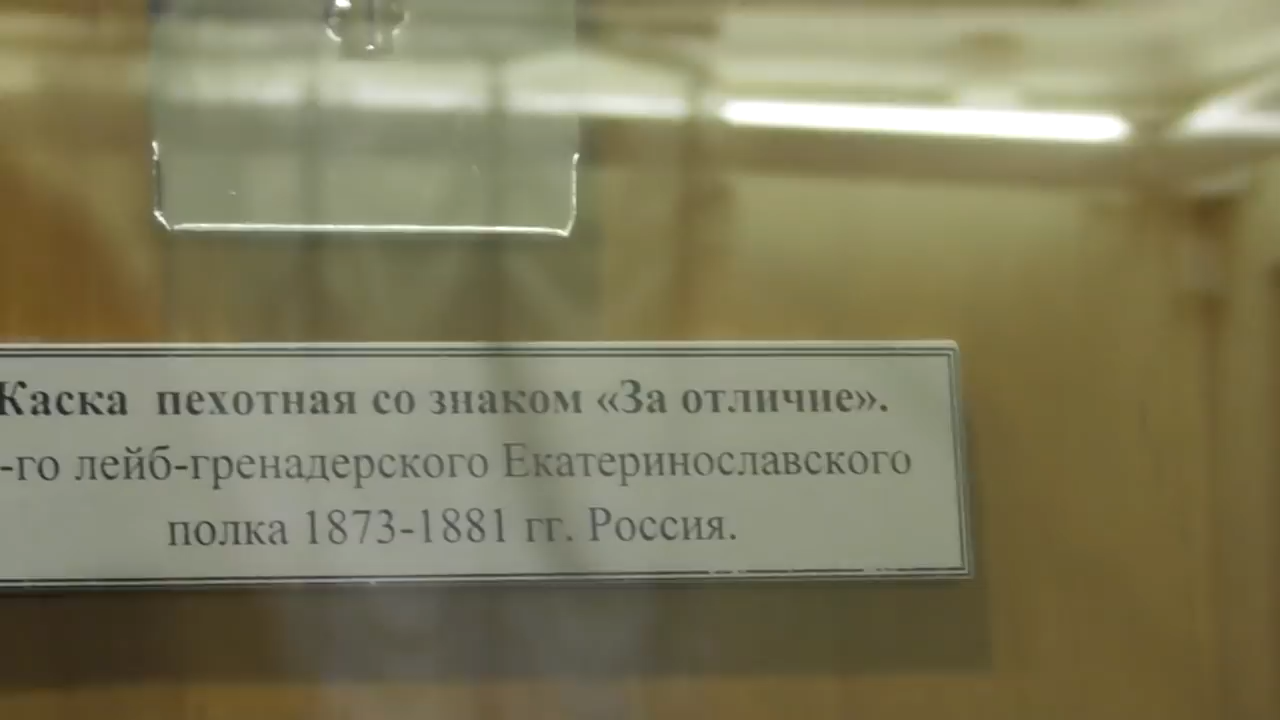 Каска пехотная со знаком «За отличие».
-го лейб-гренадерского Екатеринославского
полка 1873-1881 гг. Россия.